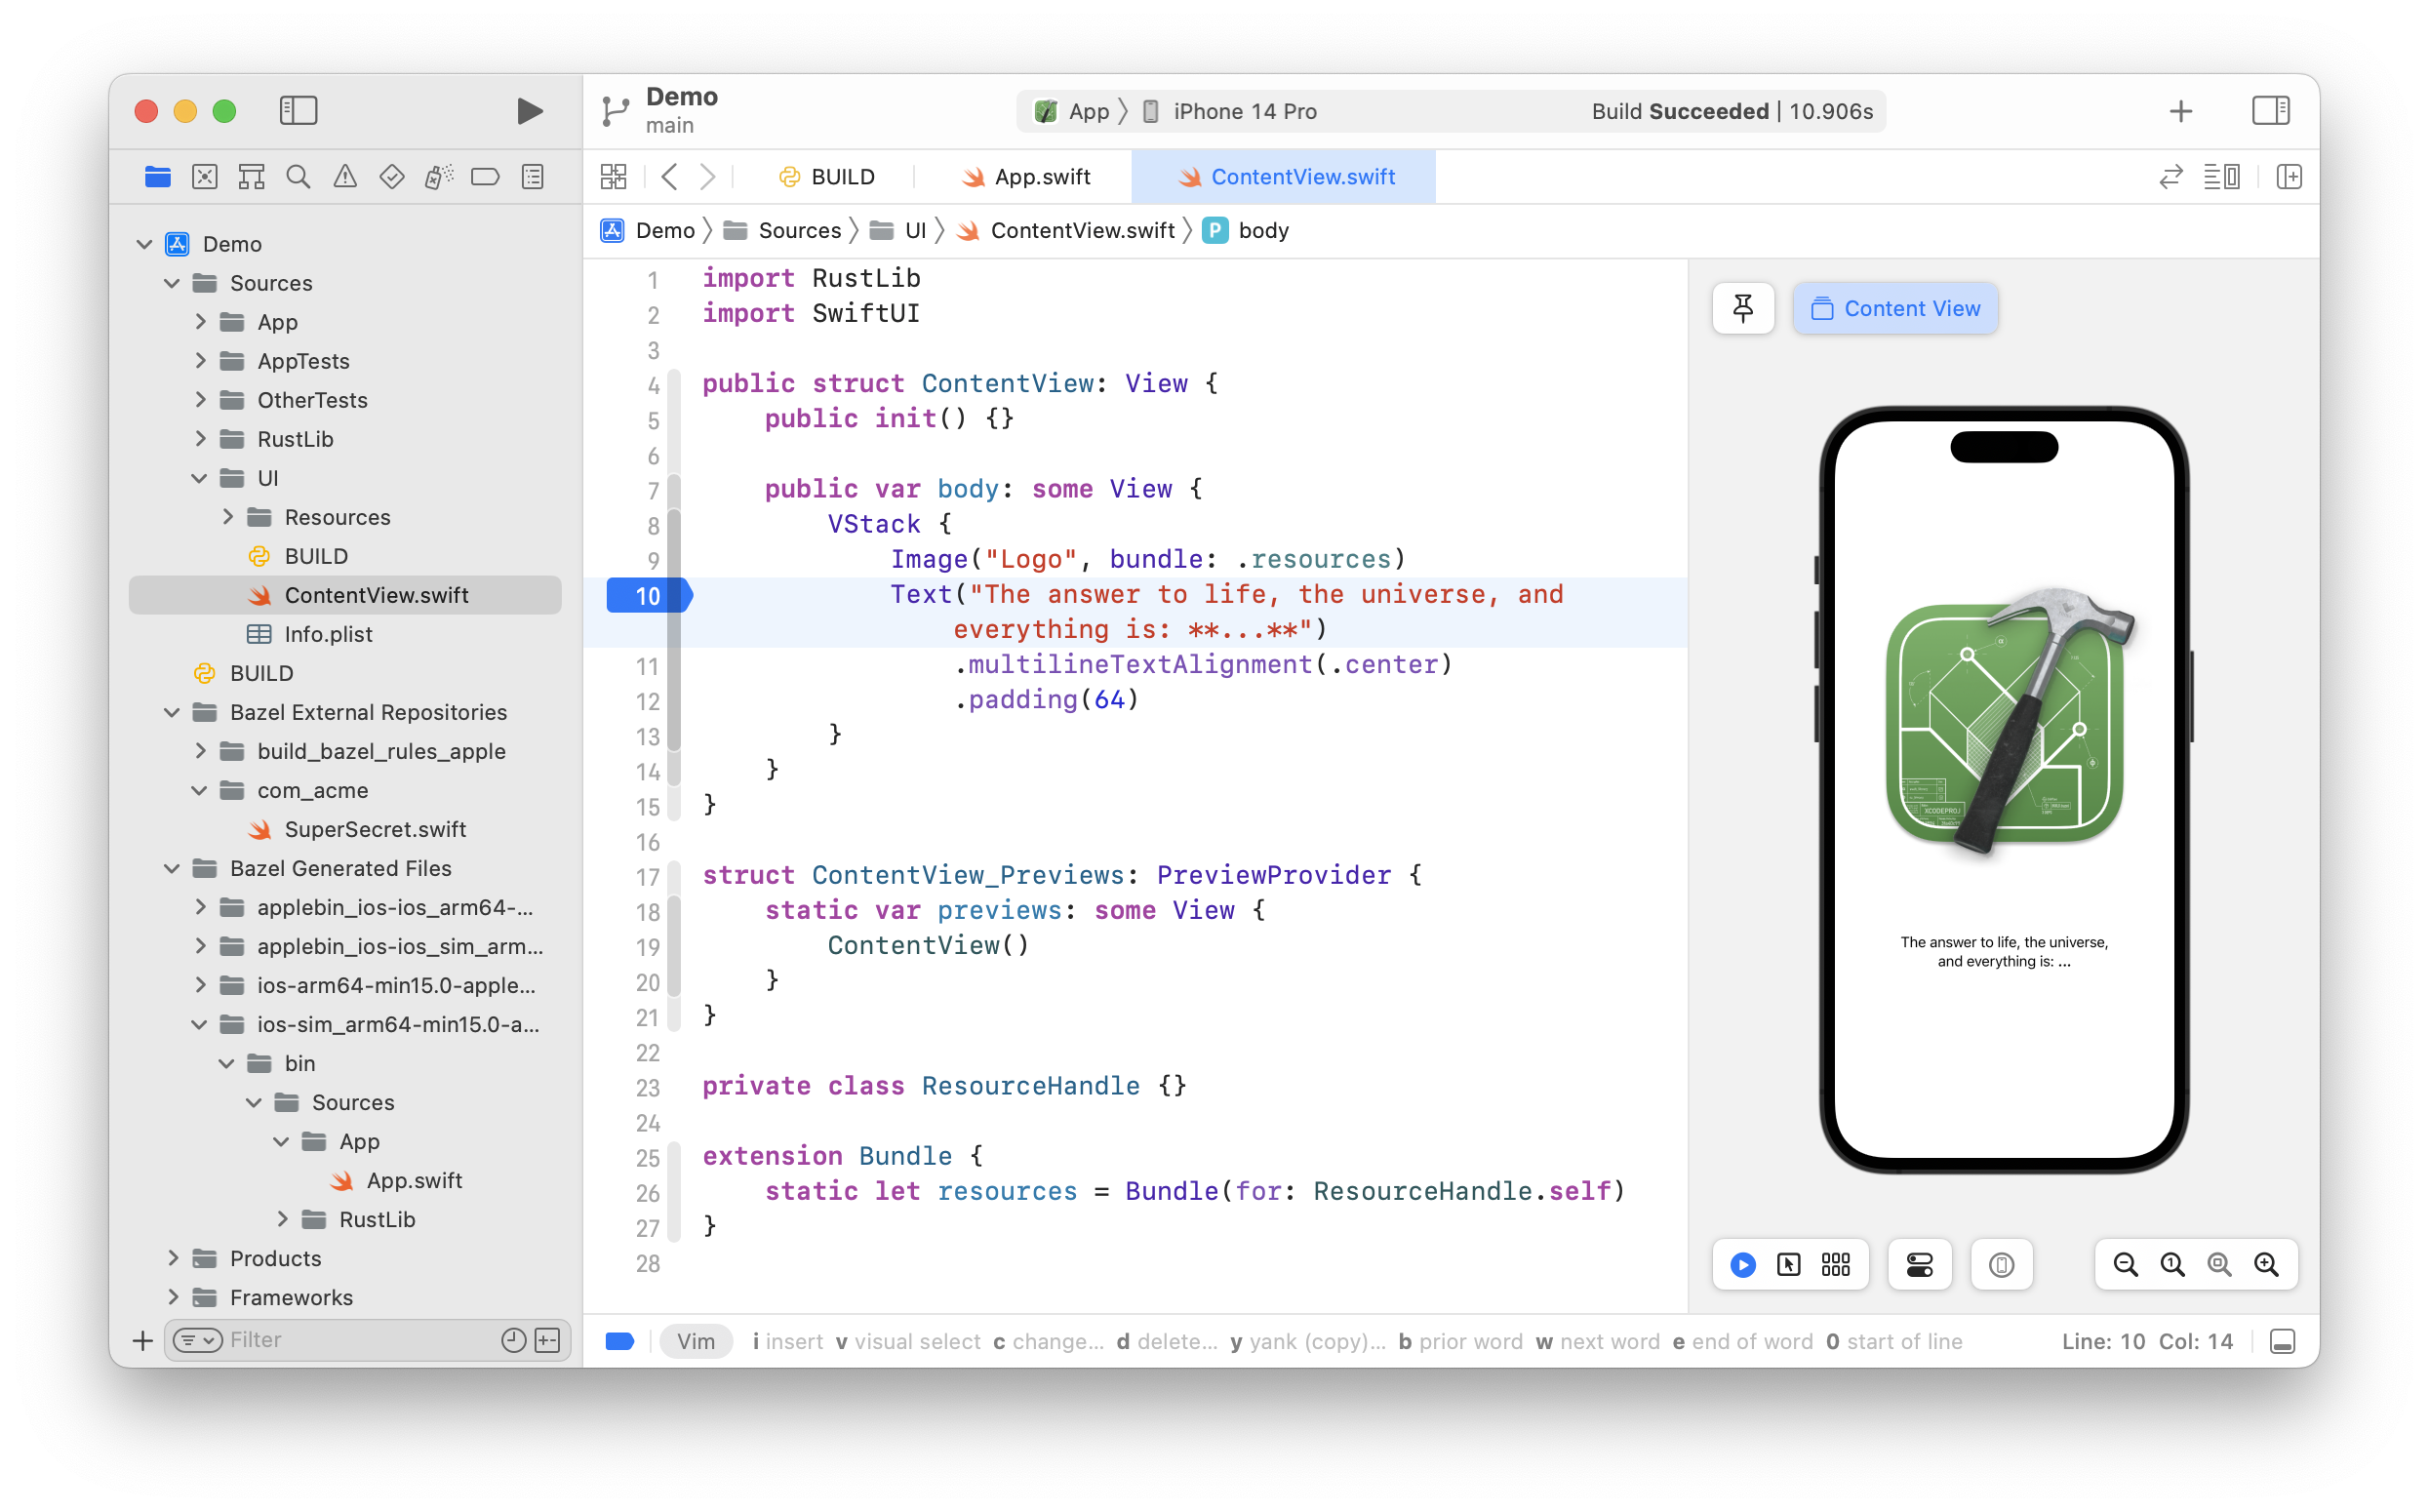 Demo
main
App
iPhone 14 Pro
Build Succeeded | 10.906s
BUILD
App.swift
ContentView.swift
Demo
Sources
UI
ContentView.swift
P
body
Demo
Sources
App
AppTests
OtherTests
RustLib
UI
Resources
BUILD
ContentView.swift
Info.plist
BUILD
Bazel External Repositories
build_bazel_rules_apple
com_acme
SuperSecret.swift
Bazel Generated Files
applebin_ios-ios_arm64-...
applebin_ios-ios_sim_arm...
ios-arm64-min15.0-apple...
ios-sim_arm64-min15.0-a...
bin
Sources
App
App.swift
RustLib
Products
Frameworks
Filter
1 import RustLib
2 import SwiftUI
3
4 public struct ContentView: View {
5 public init() {}
6
7 public var body: some View {
8 VStack {
9 Image("Logo", bundle: .resources)
10 Text("The answer to life, the universe, and
everything is: **...**")
11 .multilineTextAlignment(.center)
12 .padding(64)
13 }
14 }
15 }
16
17 struct ContentView_Previews: PreviewProvider {
18 static var previews: some View {
19 ContentView()
20 }
21 }
22
23 private class ResourceHandle {}
24
25 extension Bundle {
26 static let resources = Bundle(for: ResourceHandle.self)
27 }
28
Content View
XCODEPROJ
The answer to life, the universe,
and everything is: ...
Vim
i insert v visual select c change... d delete... y yank (copy)... b prior word w next word e end of word 0 start of line
Line: 10 Col: 14